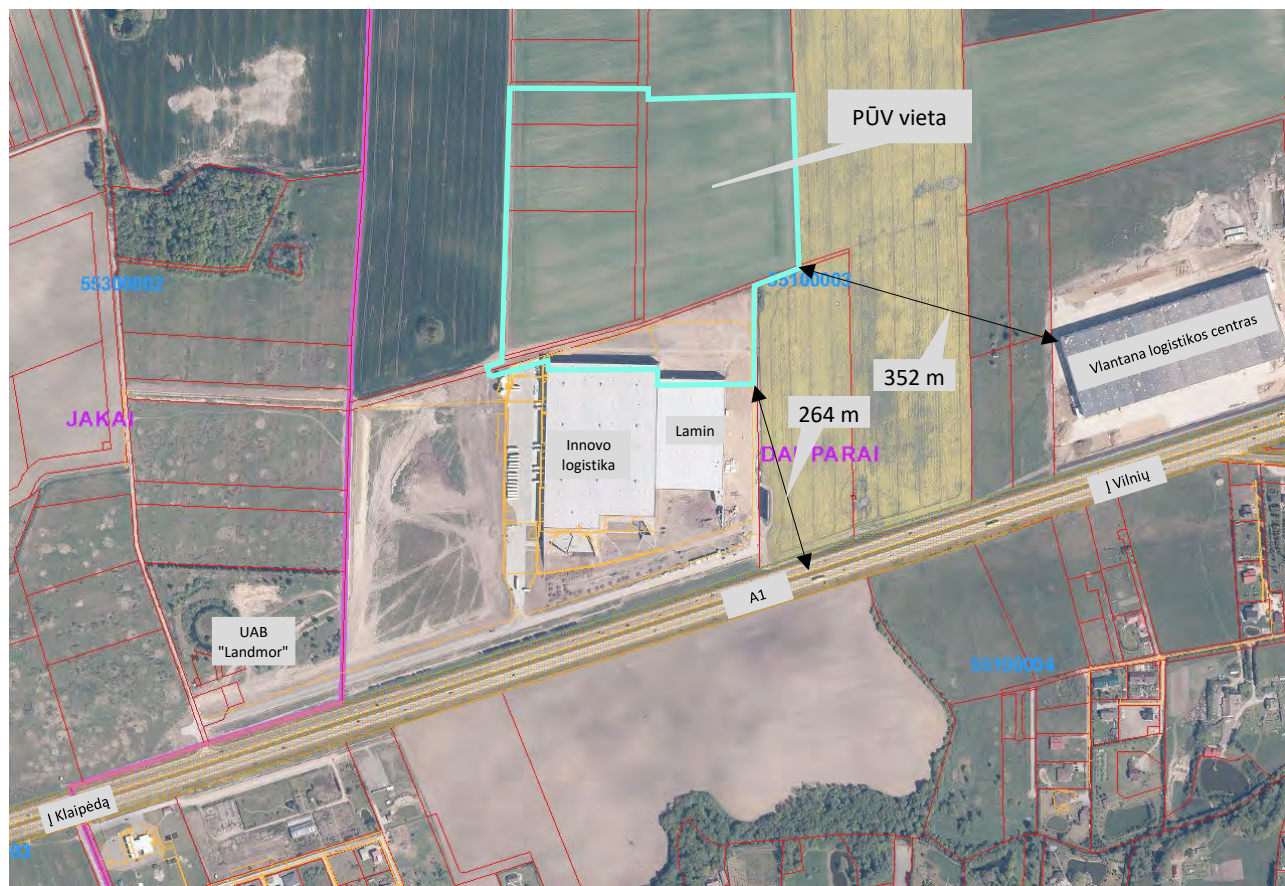 PŪV vieta
55300002
55100003
Vlantana logistikos centras
352 m
JAKAI
264 m
Lamin
Innovo
logistika
Į Vilnių
A1
UAB
"Landmor"
55100004
Į Klaipėdą
03